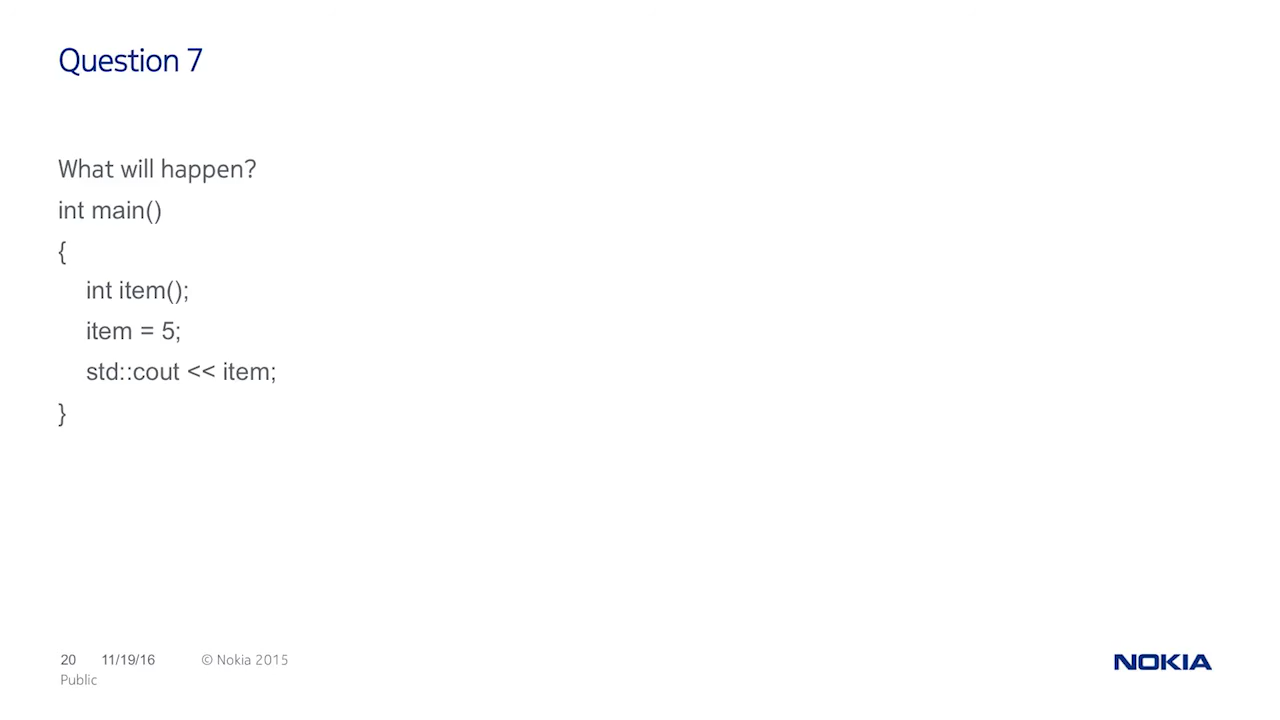 Question 7
What will happen?
int main()
{
int item();
item = 5;
std::cout << item;
}
20 11/19/16 © Nokia 2015
Public
NOKIA